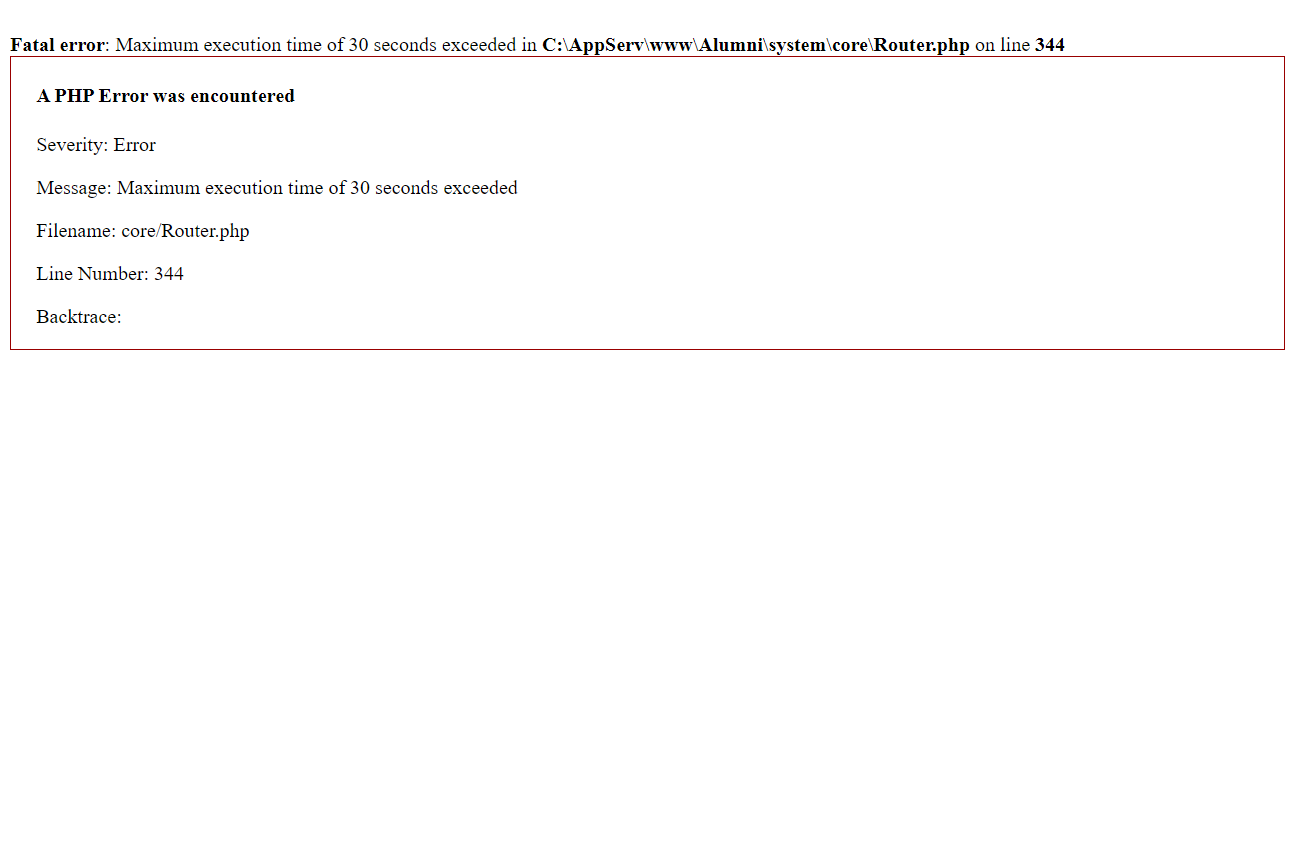 Fatal error: Maximum execution time of 30 seconds exceeded in C:\AppServ\www\Alumni\system\core\Router.php on line 344
A PHP Error was encountered
Severity: Error
Message: Maximum execution time of 30 seconds exceeded
Filename: core/Router.php
Line Number: 344
Backtrace: